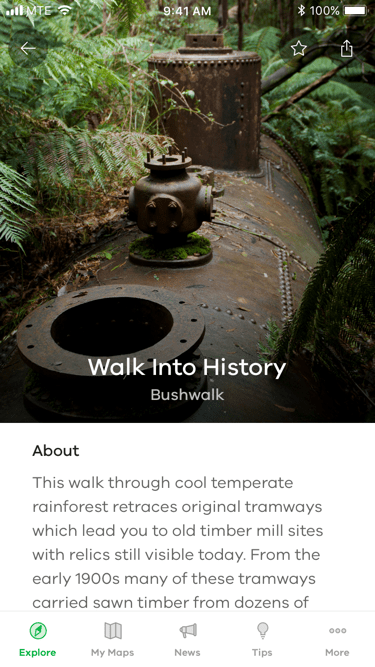 MTE 9:41 AM 100%
Walk Into History
Bushwalk
About
This walk through cool temperate
rainforest retraces original tramways
which lead you to old timber mill sites
with relics still visible today. From the
early 1900s many of these tramways
carried sawn timber from dozens of
Explore My Maps News Tips More